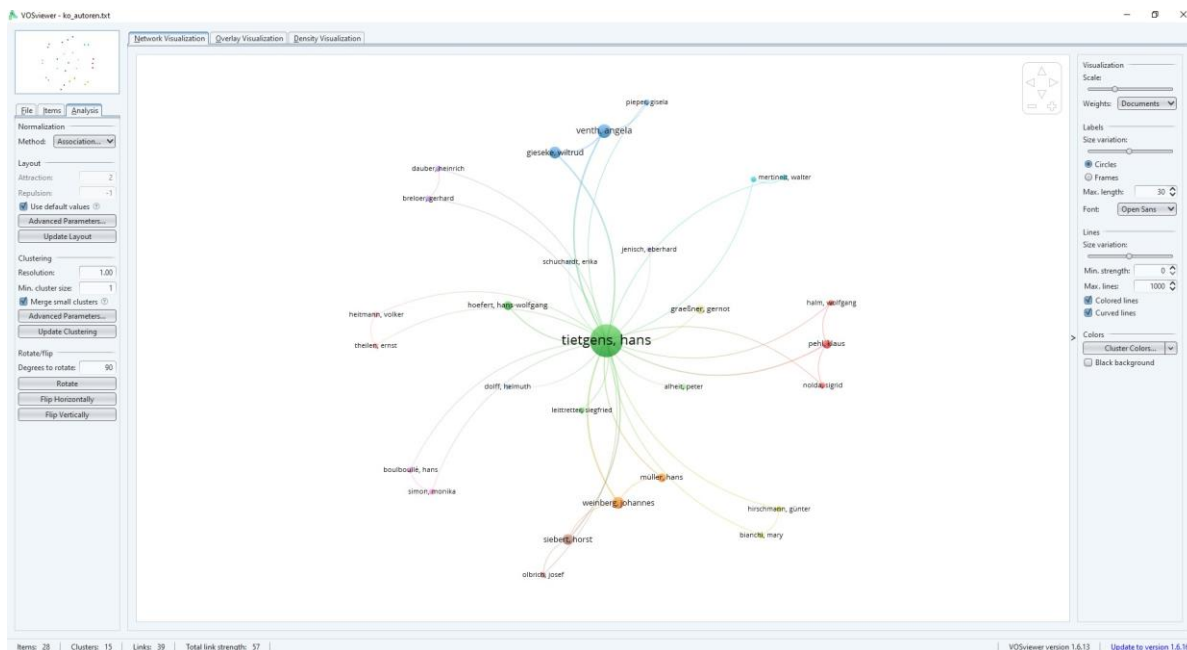 VOSviewer - ko_autoren.txt
Network Visualization
Overlay Visualization
Density Visualization
File
Items
Analysis
Normalization
Method: Association...
Layout
Attraction: 2
Repulsion: -1
Use default values
Advanced Parameters...
Update Layout
Clustering
Resolution: 1.00
Min. cluster size: 1
Merge small clusters
Advanced Parameters...
Update Clustering
Rotate/flip
Degrees to rotate: 90
Rotate
Flip Horizontally
Flip Vertically
pieper, gisela
venth, angela
gieseke, wiltrud
dauber, heinrich
mertineit, walter
breloer, gerhard
jenisch, eberhard
schuchardt, erika
hoefert, hans-wolfgang
graeßner, gernot
halm, wolfgang
heitmann, volker
tietgens, hans
pehl, klaus
theilen, ernst
dolff, helmuth
alheit, peter
nolda, sigrid
leittretter, siegfried
boulboullé, hans
müller, hans
simon, monika
weinberg, johannes
hirschmann, günter
bianchi, mary
siebert, horst
olbrich, josef
Visualization
Scale:
Weights: Documents
Labels
Size variation:
Circles
Frames
Max. length: 30
Font: Open Sans
Lines
Size variation:
Min. strength: 0
Max. lines: 1000
Colored lines
Curved lines
Colors
Cluster Colors...
Black background
Items: 28 | Clusters: 15 | Links: 39 | Total link strength: 57 |
VOSviewer version 1.6.13